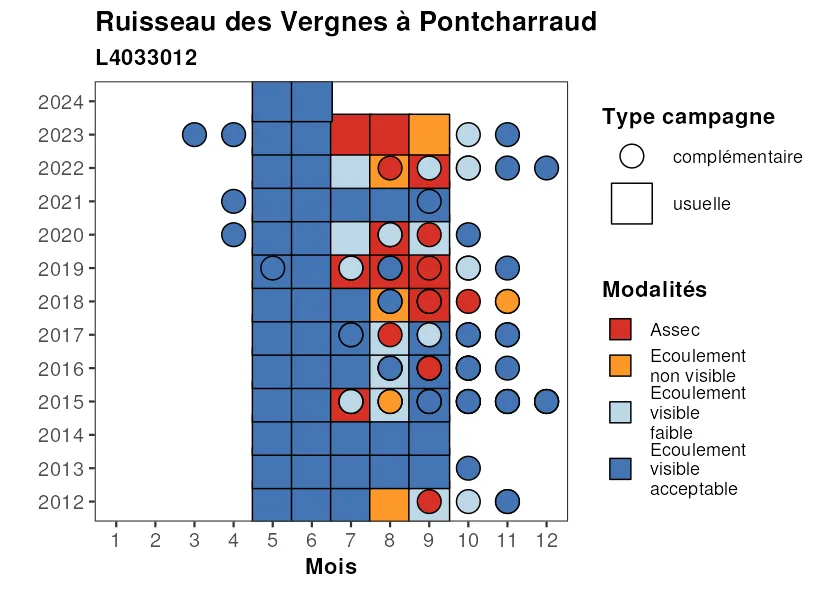 Ruisseau des Vergnes à Pontcharraud
L4033012
2024
2023
2022
2021
2020
2019
2018
2017
2016
2015
2014
2013
2012
1 2 3 4 5 6 7 8 9 10 11 12
Mois
Type campagne
complémentaire
usuelle
Modalités
Assec
Ecoulement
non visible
Ecoulement
visible
faible
Ecoulement
visible
acceptable